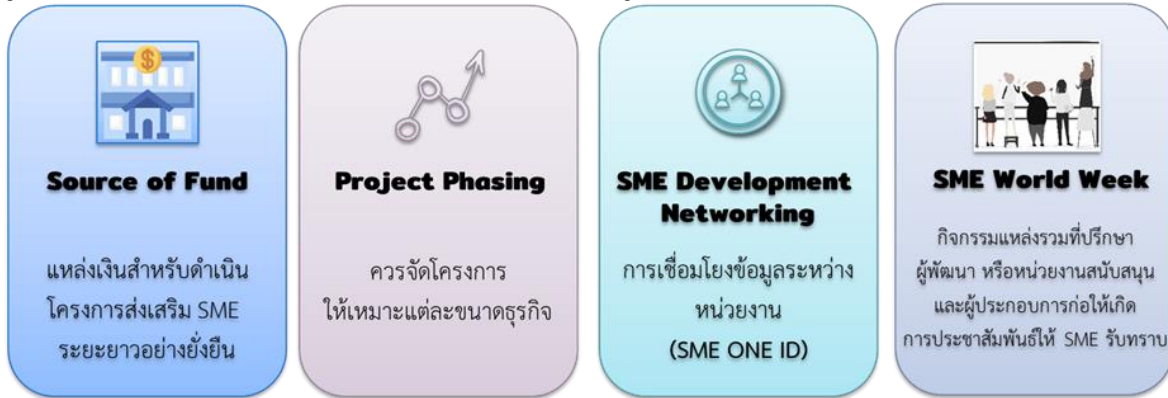 Source of Fund
แหล่งเงินสำหรับดำเนิน
โครงการส่งเสริม SME
ระยะยาวอย่างยั่งยืน
Project Phasing
ควรจัดโครงการ
ให้เหมาะแต่ละขนาดธุรกิจ
SME Development
Networking
การเชื่อมโยงข้อมูลระหว่าง
หน่วยงาน
(SME ONE ID)
SME World Week
กิจกรรมแหล่งรวมที่ปรึกษา
ผู้พัฒนา หรือหน่วยงานสนับสนุน
และผู้ประกอบการก่อให้เกิด
การประชาสัมพันธ์ให้ SME รับทราบ